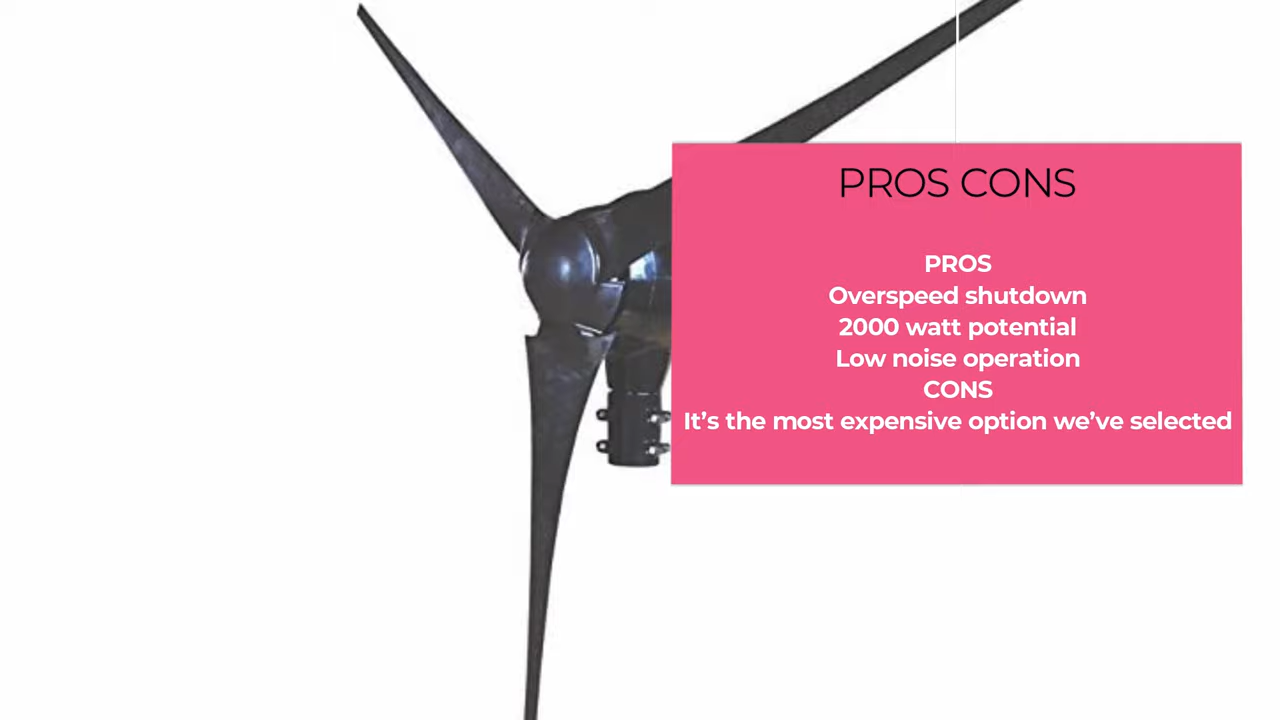 PROS CONS
PROS
Overspeed shutdown
2000 watt potential
Low noise operation
CONS
It’s the most expensive option we’ve selected